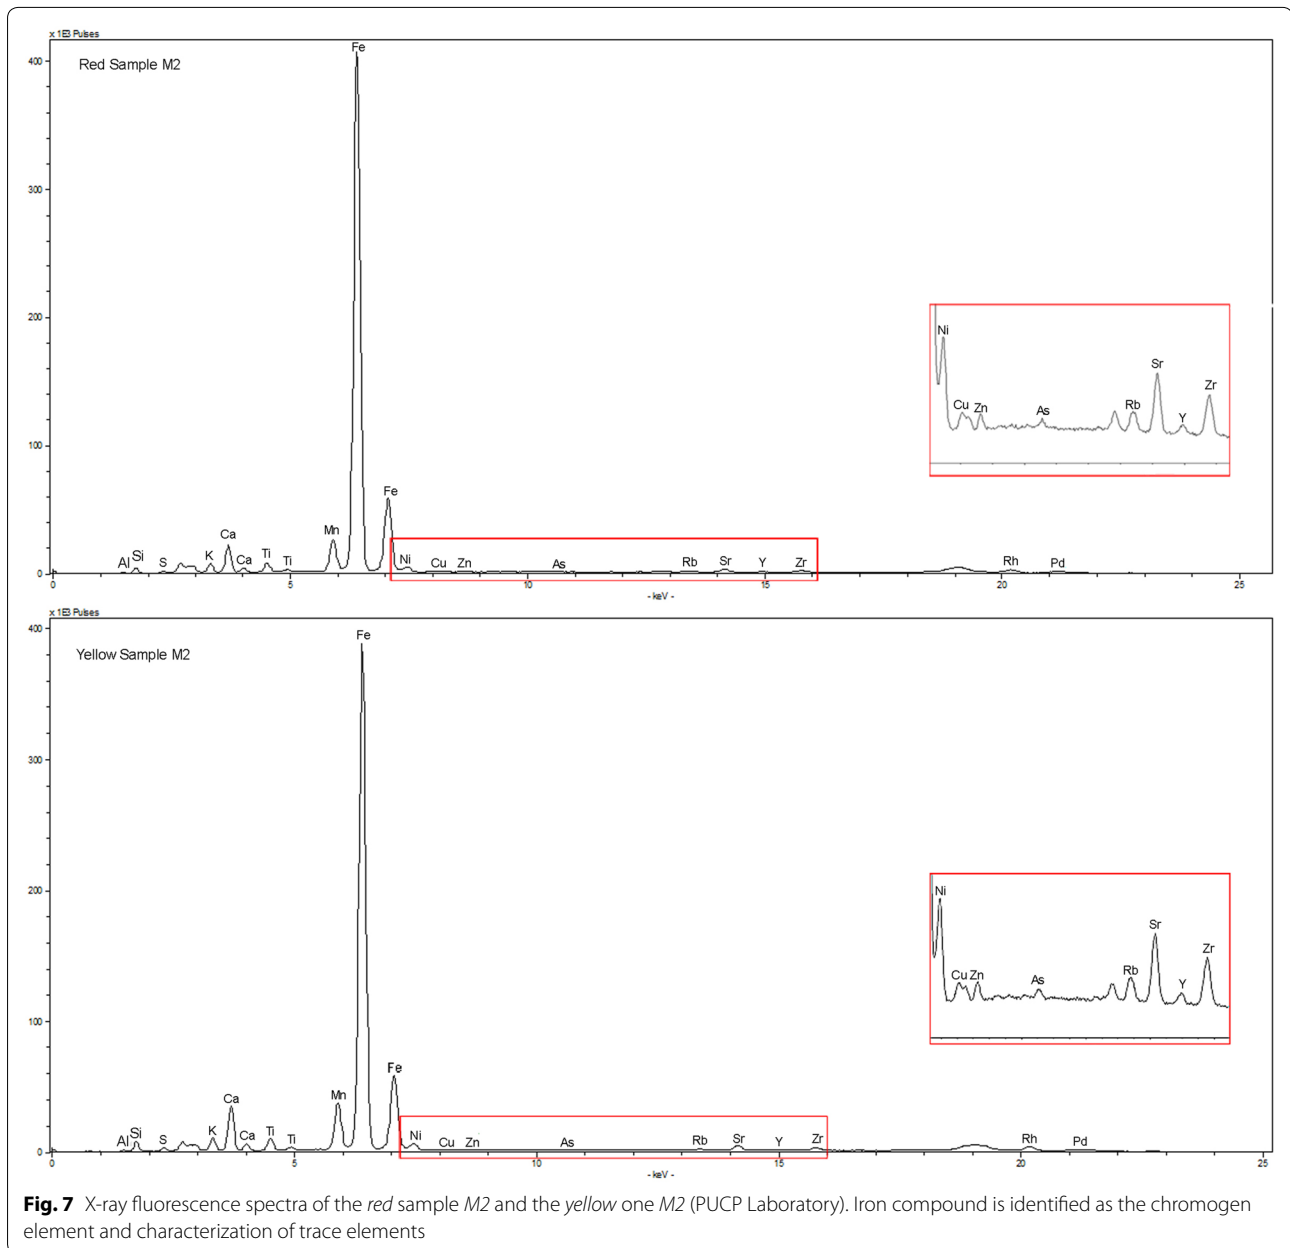 x 1E3 Pulses
Red Sample M2
400
300
200
100
0
Fe
Fe
Mn
Ca
Ca
Ti
Ti
K
S
Si
Al
Ni
Cu
Zn
As
Rb
Sr
Y
Zr
Rh
Pd
0 5 10 15 20 25
- keV -
Ni
Cu
Zn
As
Rb
Sr
Y
Zr
x 1E3 Pulses
Yellow Sample M2
400
300
200
100
0
Fe
Fe
Mn
Ca
Ca
Ti
Ti
K
S
Si
Al
Ni
Cu
Zn
As
Rb
Sr
Y
Zr
Rh
Pd
0 5 10 15 20 25
- keV -
Ni
Cu
Zn
As
Rb
Sr
Y
Zr
Fig. 7 X-ray fluorescence spectra of the red sample M2 and the yellow one M2 (PUCP Laboratory). Iron compound is identified as the chromogen
element and characterization of trace elements